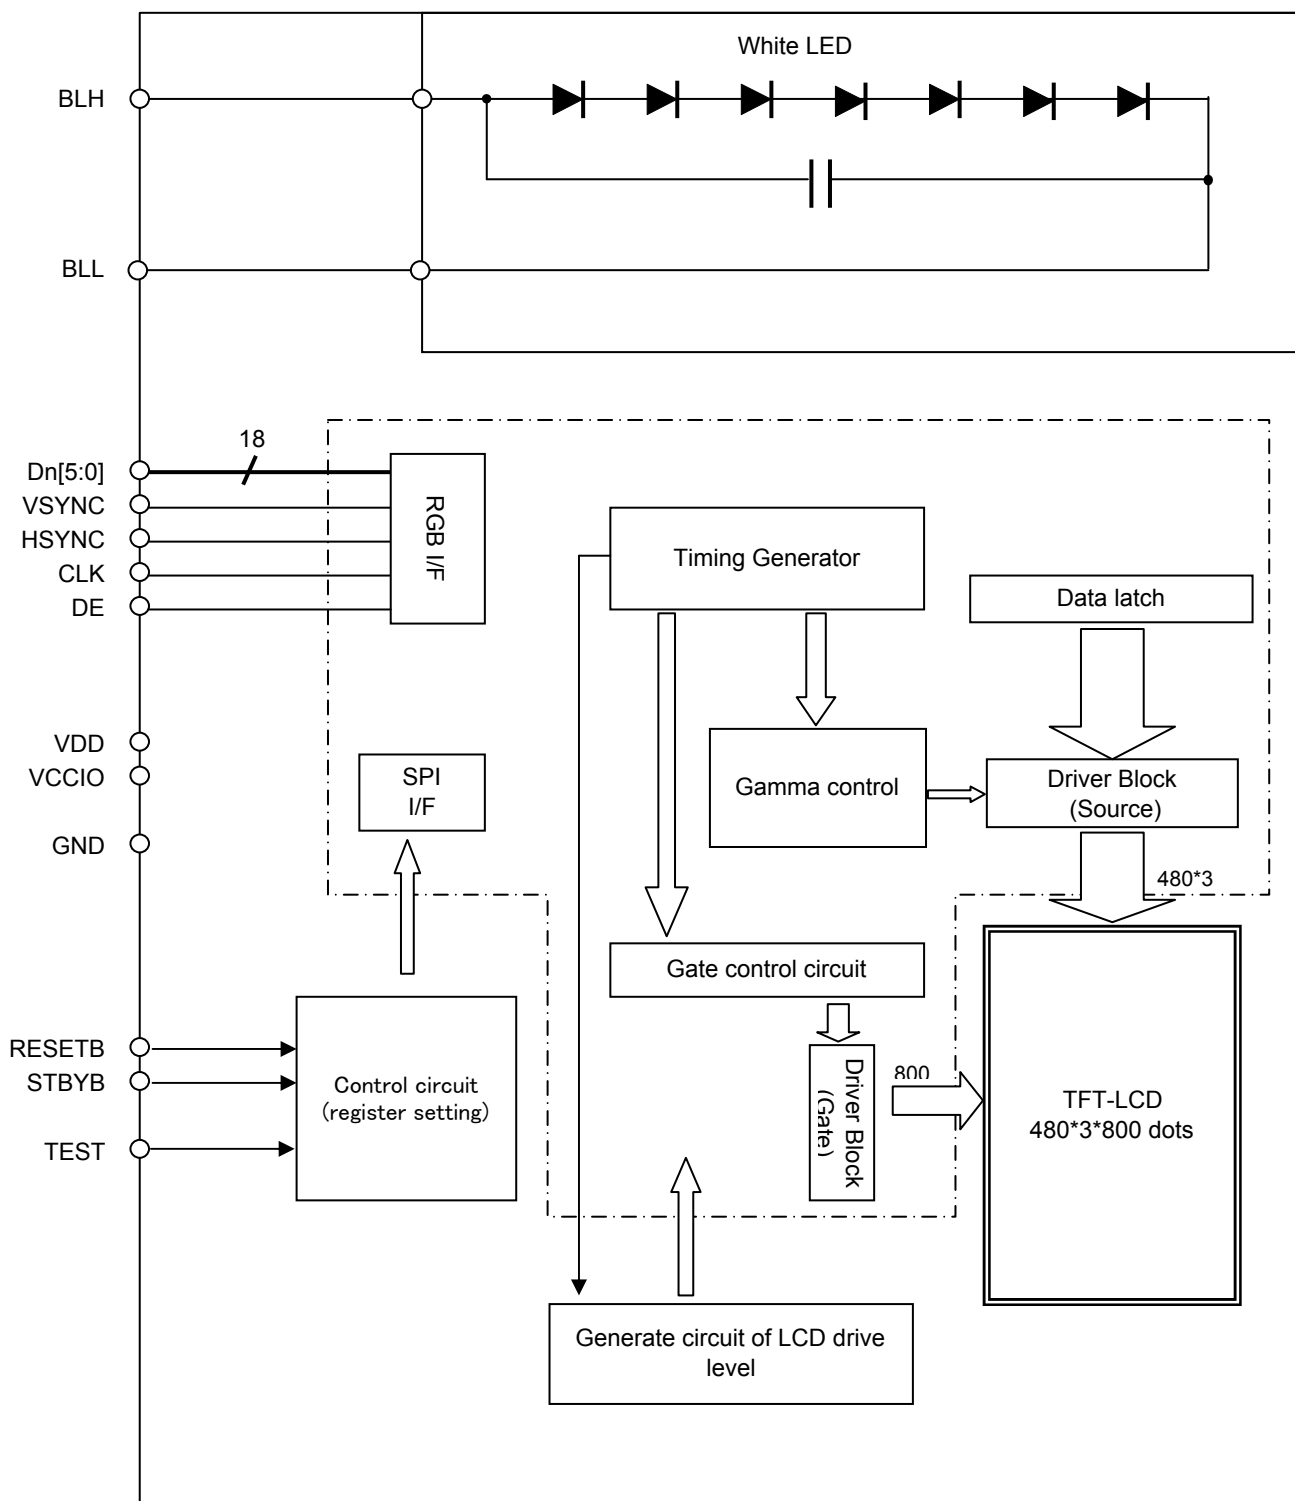 White LED
BLH
BLL
18
Dn[5:0]
VSYNC
HSYNC
CLK
DE
RGB I/F
Timing Generator
Data latch
VDD
VCCIO
GND
SPI
I/F
Gamma control
Driver Block
(Source)
480*3
Gate control circuit
RESETB
STBYB
TEST
Control circuit
(register setting)
Driver Block
(Gate)
800
TFT-LCD
480*3*800 dots
Generate circuit of LCD drive
level